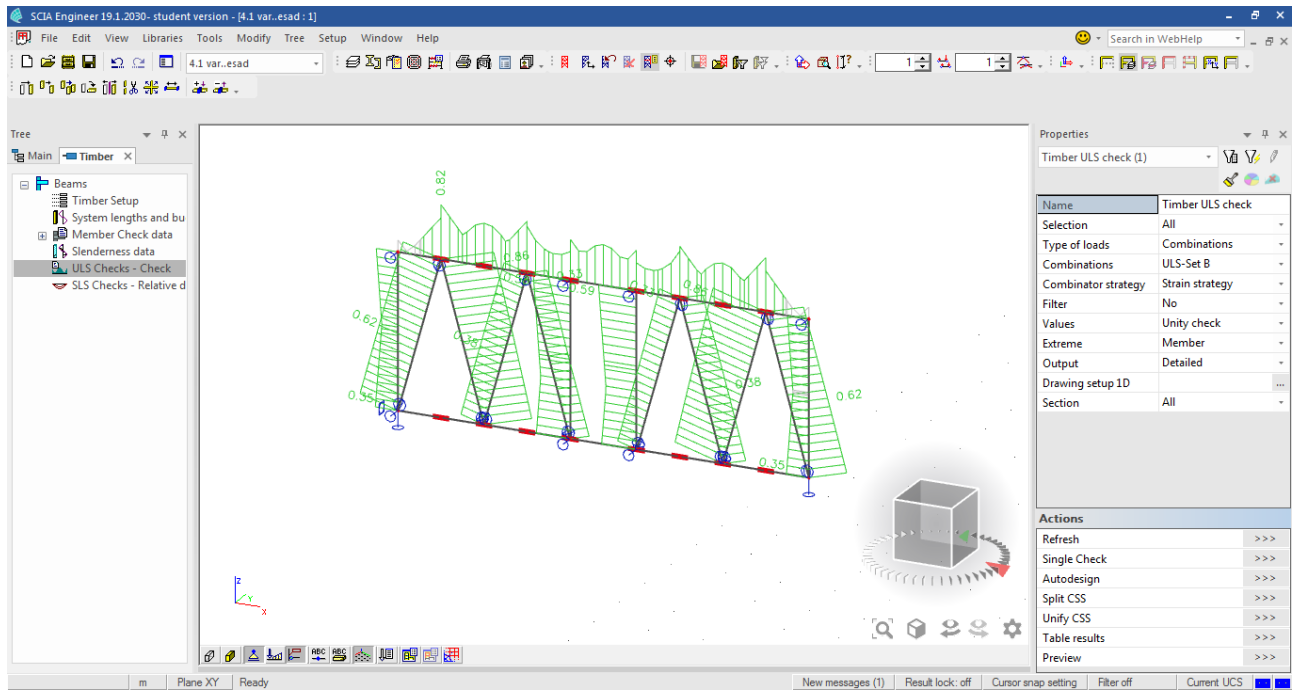 SCIA Engineer 19.1.2030- student version - [4.1 var..esad : 1]
File Edit View Libraries Tools Modify Tree Setup Window Help
Search in WebHelp
4.1 var..esad
1
1
Tree
Main Timber
Beams
Timber Setup
System lengths and bu
Member Check data
Slenderness data
ULS Checks - Check
SLS Checks - Relative d
0.82
0.86
0.33
0.59
0.86
0.62
0.38
0.38
0.62
0.35
0.35
z
Y
x
ABC
ABC
Properties
Timber ULS check (1)
Name Timber ULS check
Selection All
Type of loads Combinations
Combinations ULS-Set B
Combinator strategy Strain strategy
Filter No
Values Unity check
Extreme Member
Output Detailed
Drawing setup 1D ...
Section All
Actions
Refresh >>>
Single Check >>>
Autodesign >>>
Split CSS >>>
Unify CSS >>>
Table results >>>
Preview >>>
m Plane XY Ready New messages (1) Result lock: off Cursor snap setting Filter off Current UCS